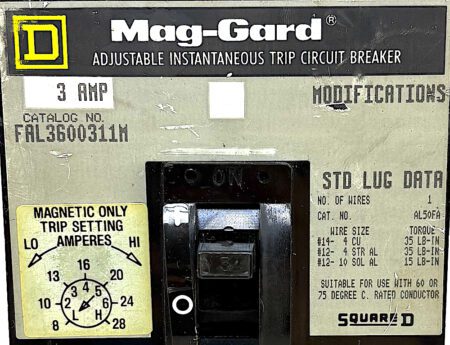 D
Mag-Gard®
ADJUSTABLE INSTANTANEOUS TRIP CIRCUIT BREAKER
3 AMP
MODIFICATIONS
CATALOG NO.
FAL3600311M
ON
STD LUG DATA
NO. OF WIRES 1
CAT. NO. AL50FA
WIRE SIZE TORQUE
#14- 4 CU 35 LB-IN
#12- 4 STR AL 35 LB-IN
#12- 10 SOL AL 15 LB-IN
SUITABLE FOR USE WITH 60 OR
75 DEGREE C. RATED CONDUCTOR
SQUARE D
MAGNETIC ONLY
TRIP SETTING
AMPERES
LO HI
16
13 20
10 24
8 28
4
3 5
2 6
L H
O